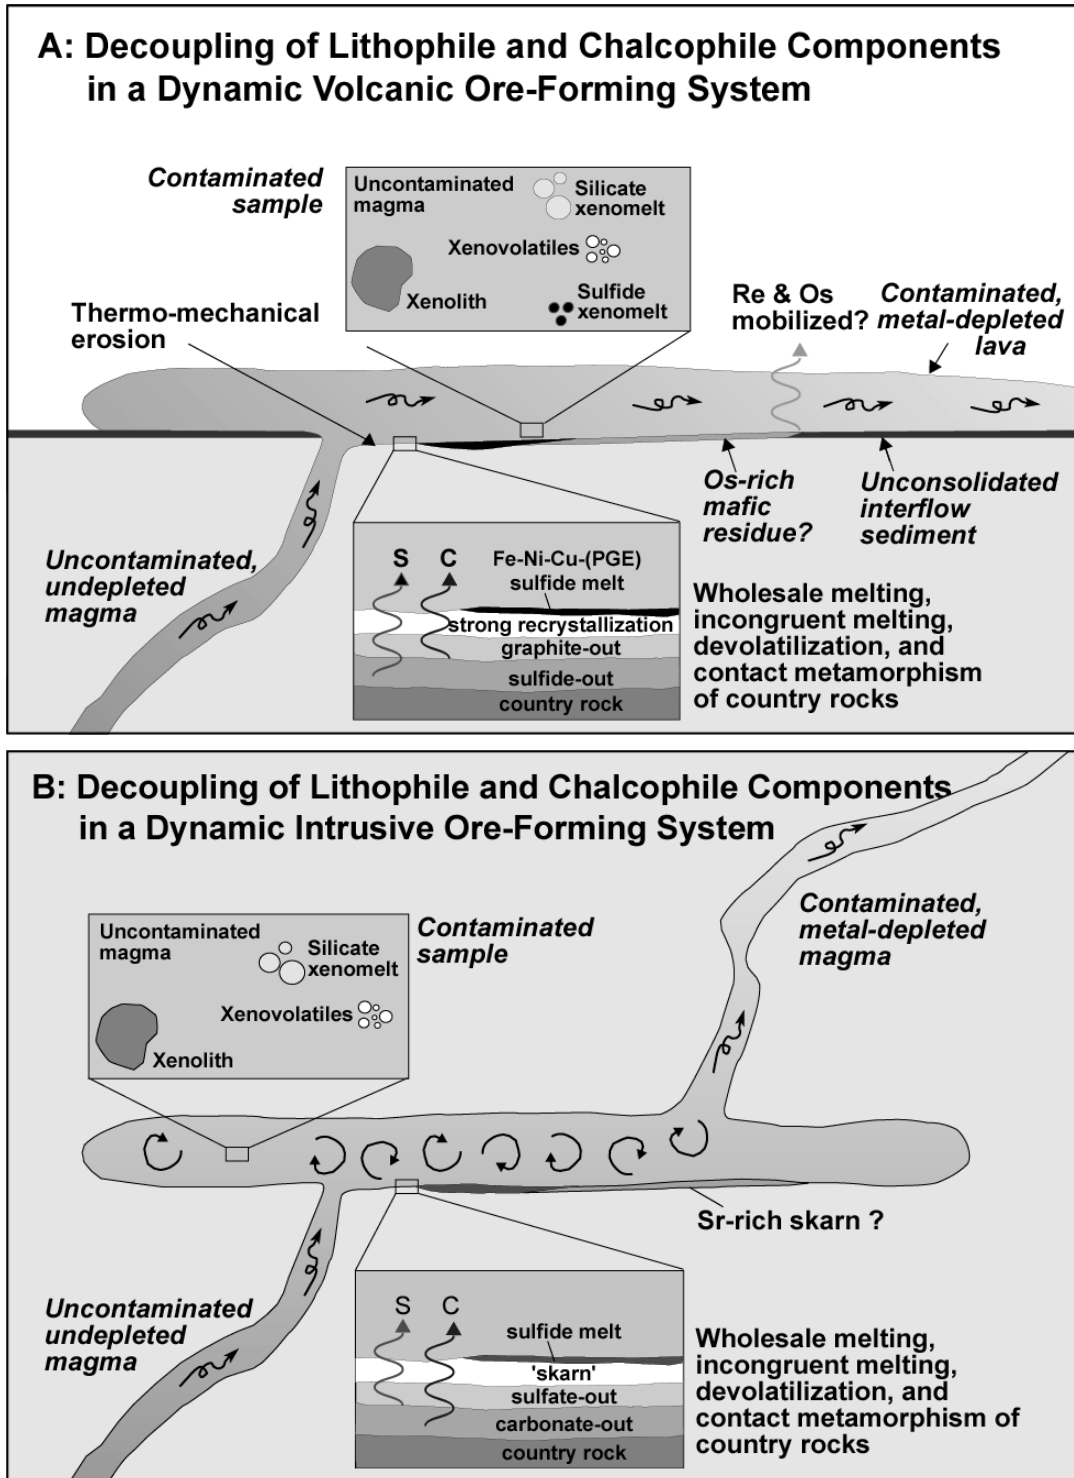 A: Decoupling of Lithophile and Chalcophile Components
in a Dynamic Volcanic Ore-Forming System
Contaminated
sample
Uncontaminated
magma
Silicate
xenomelt
Xenovolatiles
Xenolith
Sulfide
xenomelt
Thermo-mechanical
erosion
Re & Os
mobilized?
Contaminated,
metal-depleted
lava
Os-rich
mafic
residue?
Unconsolidated
interflow
sediment
Uncontaminated,
undepleted
magma
S C
Fe-Ni-Cu-(PGE)
sulfide melt
strong recrystallization
graphite-out
sulfide-out
country rock
Wholesale melting,
incongruent melting,
devolatilization, and
contact metamorphism
of country rocks
B: Decoupling of Lithophile and Chalcophile Components
in a Dynamic Intrusive Ore-Forming System
Uncontaminated
magma
Silicate
xenomelt
Xenovolatiles
Xenolith
Contaminated
sample
Contaminated,
metal-depleted
magma
Sr-rich skarn ?
Uncontaminated
undepleted
magma
S C
sulfide melt
'skarn'
sulfate-out
carbonate-out
country rock
Wholesale melting,
incongruent melting,
devolatilization, and
contact metamorphism of
country rocks